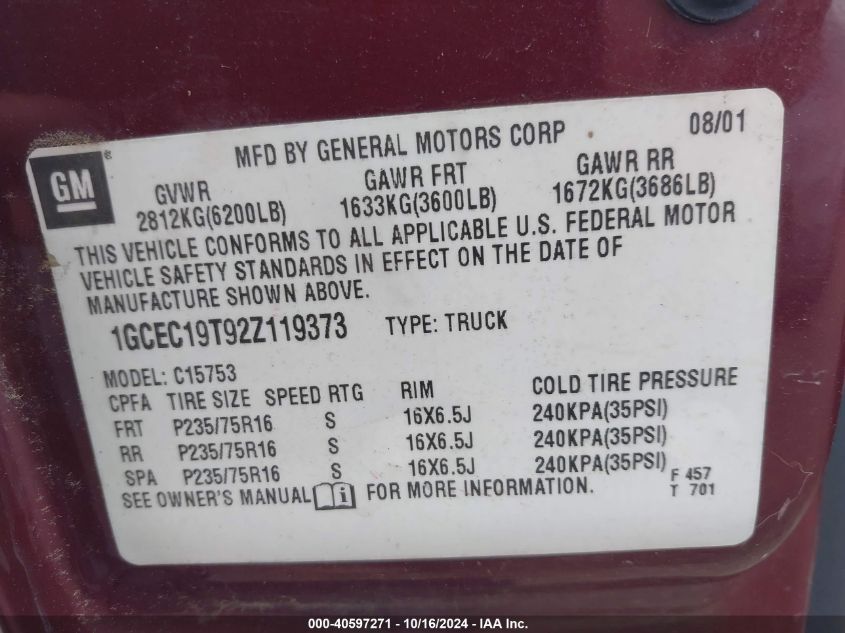 MFD BY GENERAL MOTORS CORP 08/01
GM®
GVWR GAWR FRT GAWR RR
2812KG(6200LB) 1633KG(3600LB) 1672KG(3686LB)
THIS VEHICLE CONFORMS TO ALL APPLICABLE U.S. FEDERAL MOTOR
VEHICLE SAFETY STANDARDS IN EFFECT ON THE DATE OF
MANUFACTURE SHOWN ABOVE.
1GCEC19T92Z119373 TYPE: TRUCK
MODEL: C15753
CPFA TIRE SIZE SPEED RTG RIM COLD TIRE PRESSURE
FRT P235/75R16 S 16X6.5J 240KPA(35PSI)
RR P235/75R16 S 16X6.5J 240KPA(35PSI)
SPA P235/75R16 S 16X6.5J 240KPA(35PSI)
SEE OWNER'S MANUAL i FOR MORE INFORMATION.
F 457
T 701
000-40597271 - 10/16/2024 - IAA Inc.